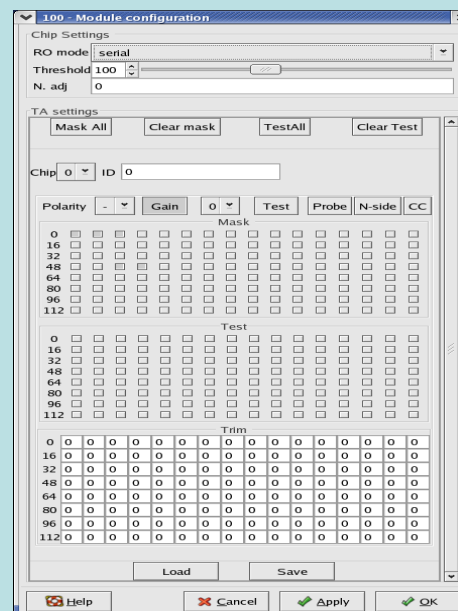 100 - Module configuration
Chip Settings
RO mode serial
Threshold 100
N. adj 0
TA settings
Mask All Clear mask TestAll Clear Test
Chip 0 ID 0
Polarity - Gain 0 Test Probe N-side CC
Mask
0
16
32
48
64
80
96
112
Test
0
16
32
48
64
80
96
112
Trim
0 0 0 0 0 0 0 0 0 0 0 0 0 0 0 0 0
16 0 0 0 0 0 0 0 0 0 0 0 0 0 0 0 0
32 0 0 0 0 0 0 0 0 0 0 0 0 0 0 0 0
48 0 0 0 0 0 0 0 0 0 0 0 0 0 0 0 0
64 0 0 0 0 0 0 0 0 0 0 0 0 0 0 0 0
80 0 0 0 0 0 0 0 0 0 0 0 0 0 0 0 0
96 0 0 0 0 0 0 0 0 0 0 0 0 0 0 0 0
112 0 0 0 0 0 0 0 0 0 0 0 0 0 0 0 0
Load Save
Help Cancel Apply OK